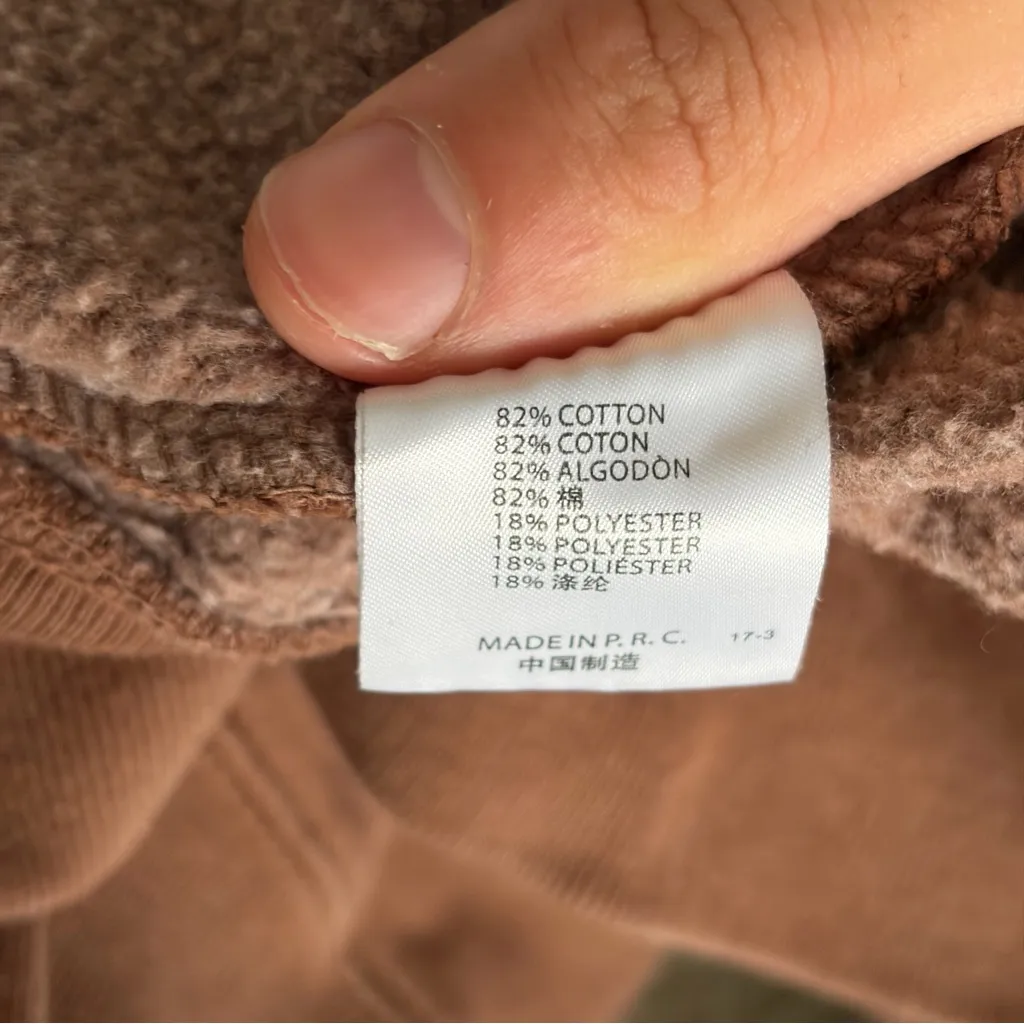 82% COTTON
82% COTON
82% ALGODÒN
82% 棉
18% POLYESTER
18% POLYESTER
18% POLIÉSTER
18% 涤纶
MADE IN P. R. C. 17-3
中国制造